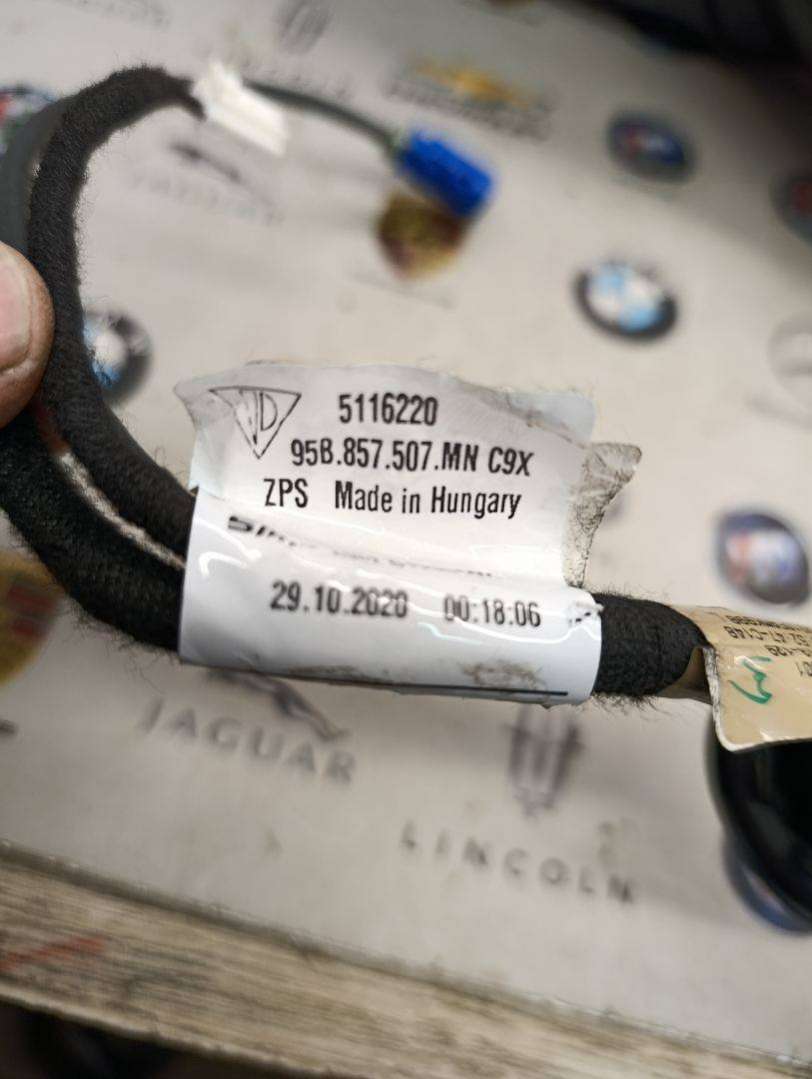 5116220
95B.857.507.MN C9X
ZPS Made in Hungary
29.10.2020 00:18:06
JAGUAR
LINCOLN